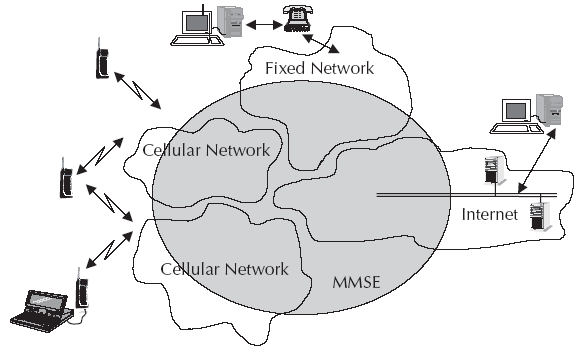 Fixed Network
Cellular Network
Internet
Cellular Network
MMSE